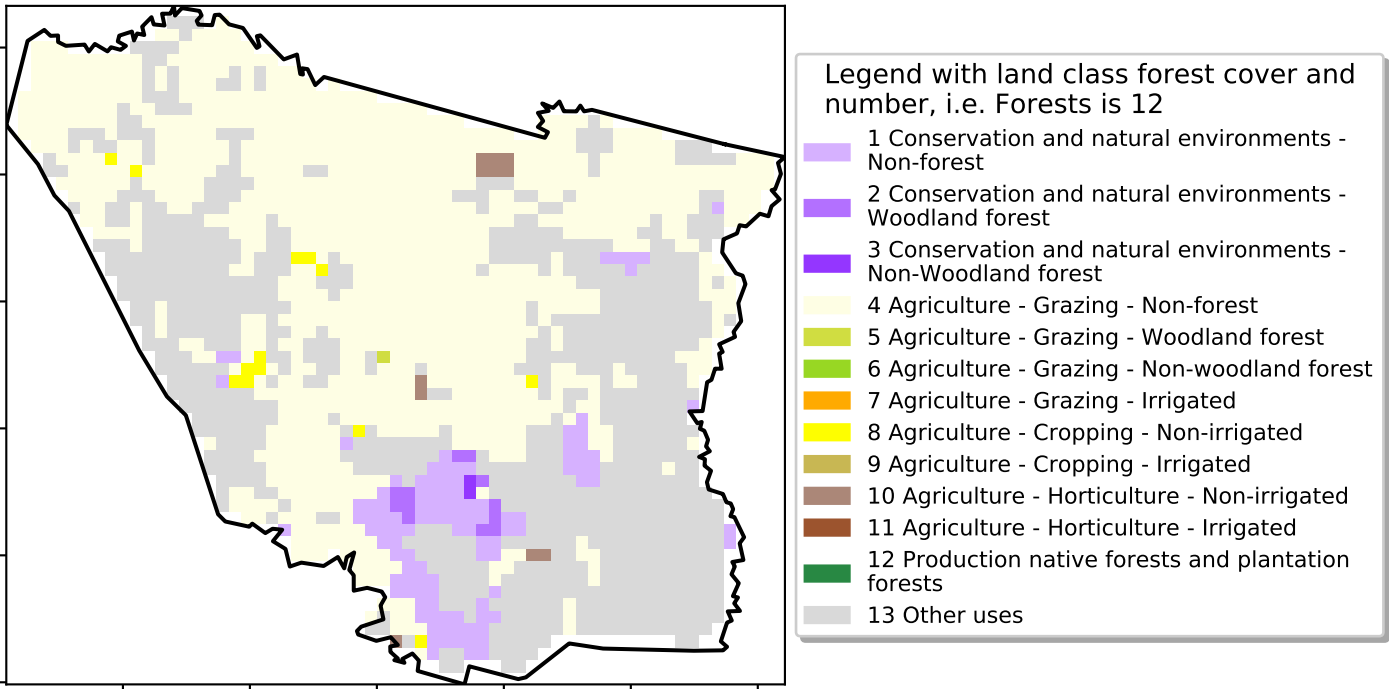 Legend with land class forest cover and
number, i.e. Forests is 12
1 Conservation and natural environments -
Non-forest
2 Conservation and natural environments -
Woodland forest
3 Conservation and natural environments -
Non-Woodland forest
4 Agriculture - Grazing - Non-forest
5 Agriculture - Grazing - Woodland forest
6 Agriculture - Grazing - Non-woodland forest
7 Agriculture - Grazing - Irrigated
8 Agriculture - Cropping - Non-irrigated
9 Agriculture - Cropping - Irrigated
10 Agriculture - Horticulture - Non-irrigated
11 Agriculture - Horticulture - Irrigated
12 Production native forests and plantation
forests
13 Other uses